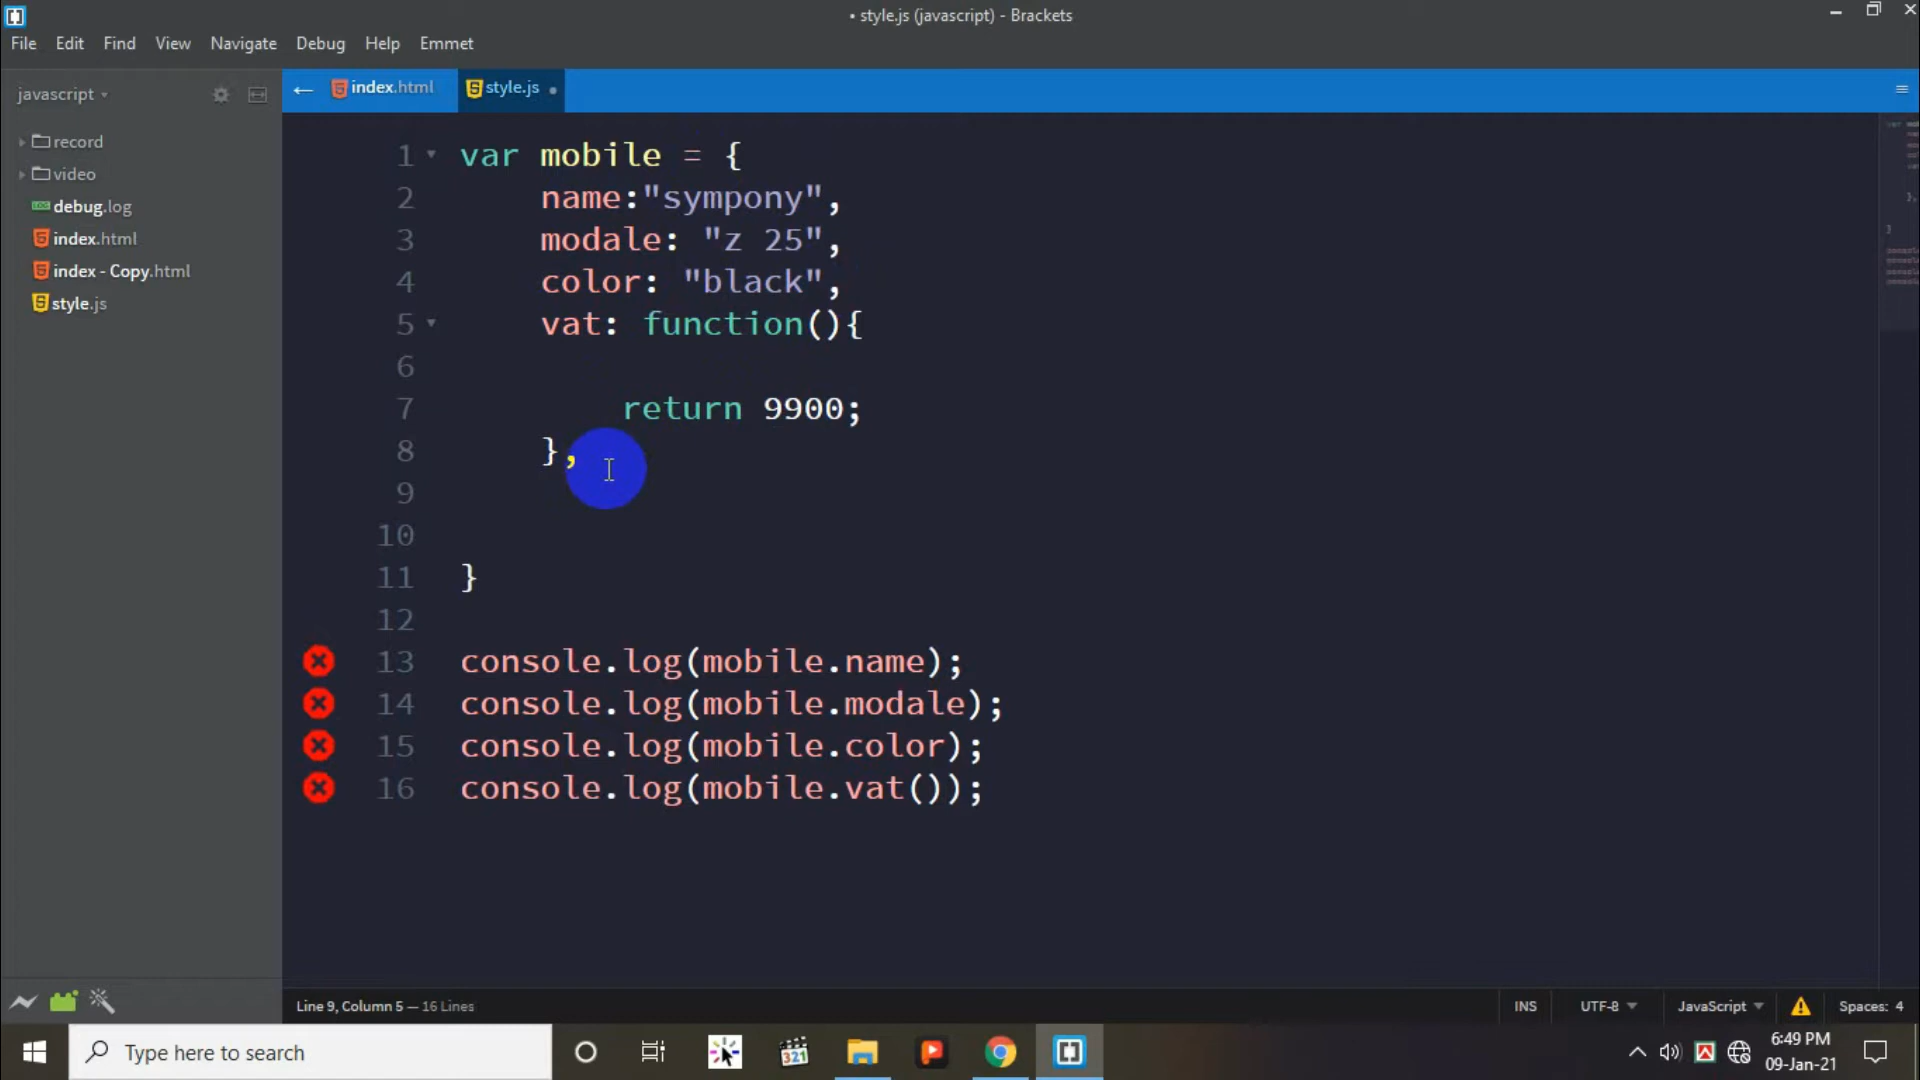 • style.js (javascript) - Brackets
File Edit Find View Navigate Debug Help Emmet
javascript
index.html style.js
record
video
debug.log
index.html
index - Copy.html
style.js
1 var mobile = {
2 name:"sympony",
3 modale: "z 25",
4 color: "black",
5 vat: function(){
6
7 return 9900;
8 },
9
10
11 }
12
13 console.log(mobile.name);
14 console.log(mobile.modale);
15 console.log(mobile.color);
16 console.log(mobile.vat());
Line 9, Column 5 — 16 Lines
INS UTF-8 JavaScript Spaces: 4
Type here to search
321
6:49 PM
09-Jan-21